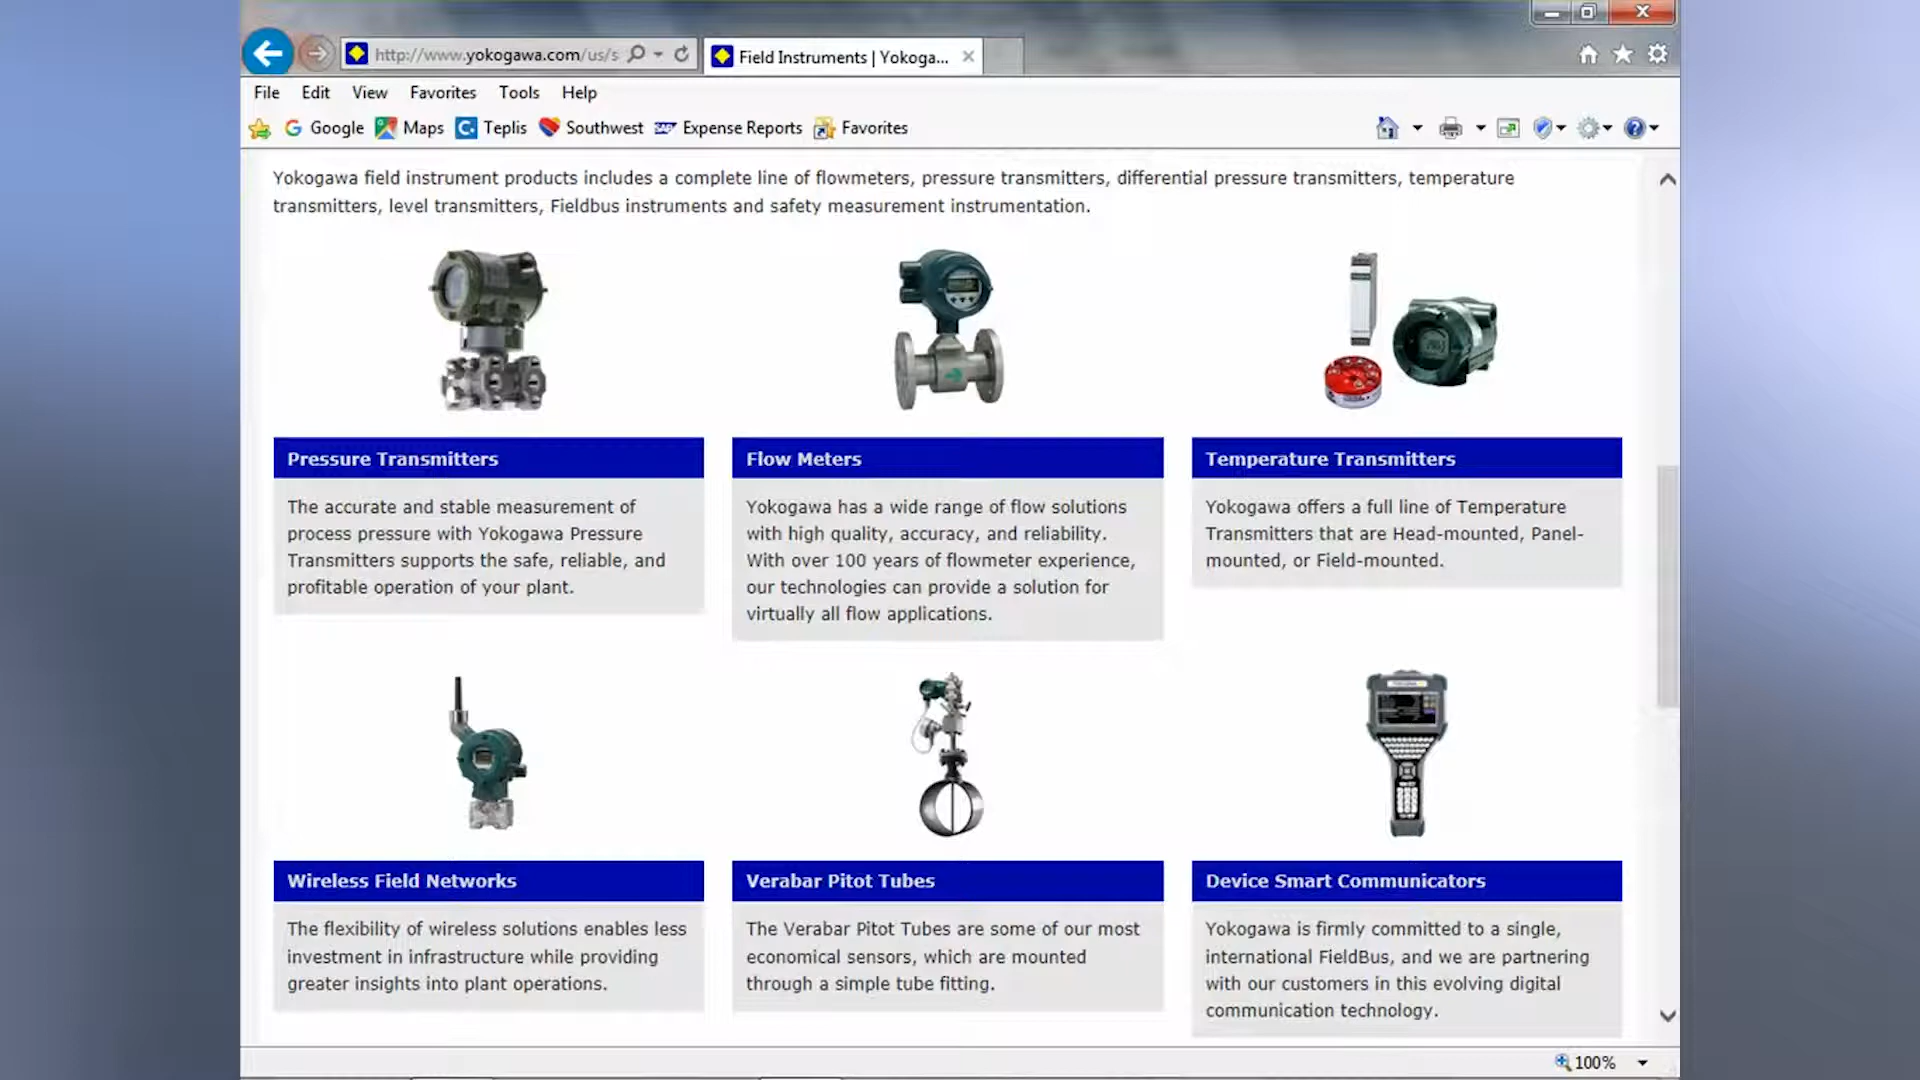 http://www.yokogawa.com/us/s
Field Instruments | Yokoga...
File Edit View Favorites Tools Help
Google Maps Teplis Southwest Expense Reports Favorites
Yokogawa field instrument products includes a complete line of flowmeters, pressure transmitters, differential pressure transmitters, temperature
transmitters, level transmitters, Fieldbus instruments and safety measurement instrumentation.
Pressure Transmitters
The accurate and stable measurement of
process pressure with Yokogawa Pressure
Transmitters supports the safe, reliable, and
profitable operation of your plant.
Flow Meters
Yokogawa has a wide range of flow solutions
with high quality, accuracy, and reliability.
With over 100 years of flowmeter experience,
our technologies can provide a solution for
virtually all flow applications.
Temperature Transmitters
Yokogawa offers a full line of Temperature
Transmitters that are Head-mounted, Panel-
mounted, or Field-mounted.
Wireless Field Networks
The flexibility of wireless solutions enables less
investment in infrastructure while providing
greater insights into plant operations.
Verabar Pitot Tubes
The Verabar Pitot Tubes are some of our most
economical sensors, which are mounted
through a simple tube fitting.
Device Smart Communicators
Yokogawa is firmly committed to a single,
international FieldBus, and we are partnering
with our customers in this evolving digital
communication technology.
100%